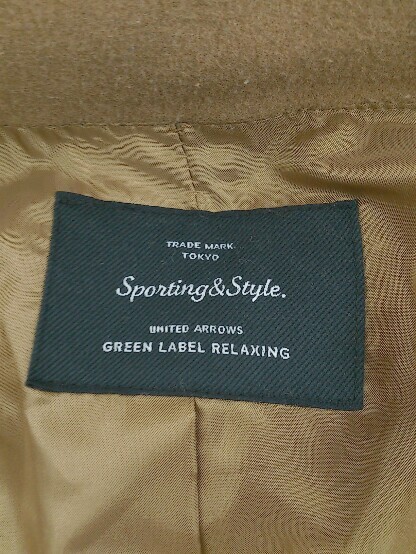 TRADE MARK.
TOKYO
Sporting&Style.
UNITED ARROWS
GREEN LABEL RELAXING